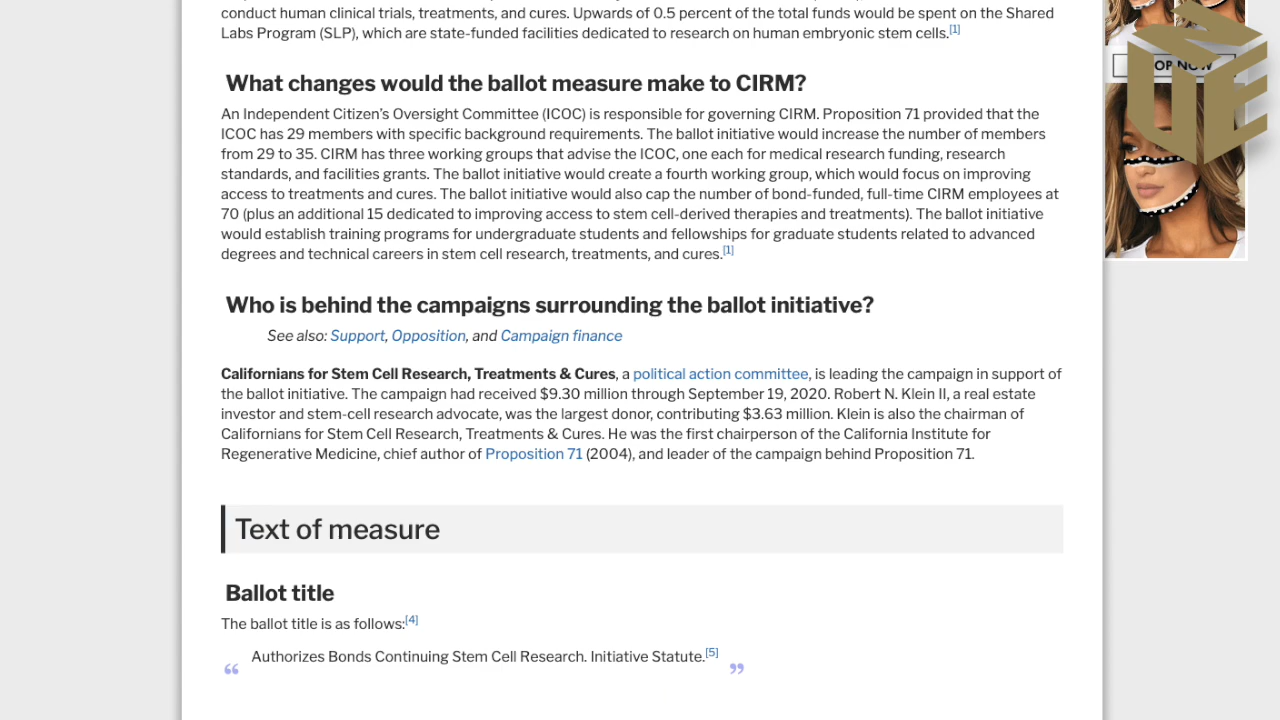 conduct human clinical trials, treatments, and cures. Upwards of 0.5 percent of the total funds would be spent on the Shared
Labs Program (SLP), which are state-funded facilities dedicated to research on human embryonic stem cells.[1]
What changes would the ballot measure make to CIRM?
An Independent Citizen's Oversight Committee (ICOC) is responsible for governing CIRM. Proposition 71 provided that the
ICOC has 29 members with specific background requirements. The ballot initiative would increase the number of members
from 29 to 35. CIRM has three working groups that advise the ICOC, one each for medical research funding, research
standards, and facilities grants. The ballot initiative would create a fourth working group, which would focus on improving
access to treatments and cures. The ballot initiative would also cap the number of bond-funded, full-time CIRM employees at
70 (plus an additional 15 dedicated to improving access to stem cell-derived therapies and treatments). The ballot initiative
would establish training programs for undergraduate students and fellowships for graduate students related to advanced
degrees and technical careers in stem cell research, treatments, and cures.[1]
Who is behind the campaigns surrounding the ballot initiative?
See also: Support, Opposition, and Campaign finance
Californians for Stem Cell Research, Treatments & Cures, a political action committee, is leading the campaign in support of
the ballot initiative. The campaign had received $9.30 million through September 19, 2020. Robert N. Klein II, a real estate
investor and stem-cell research advocate, was the largest donor, contributing $3.63 million. Klein is also the chairman of
Californians for Stem Cell Research, Treatments & Cures. He was the first chairperson of the California Institute for
Regenerative Medicine, chief author of Proposition 71 (2004), and leader of the campaign behind Proposition 71.
Text of measure
Ballot title
The ballot title is as follows:[4]
“ Authorizes Bonds Continuing Stem Cell Research. Initiative Statute.[5] ”